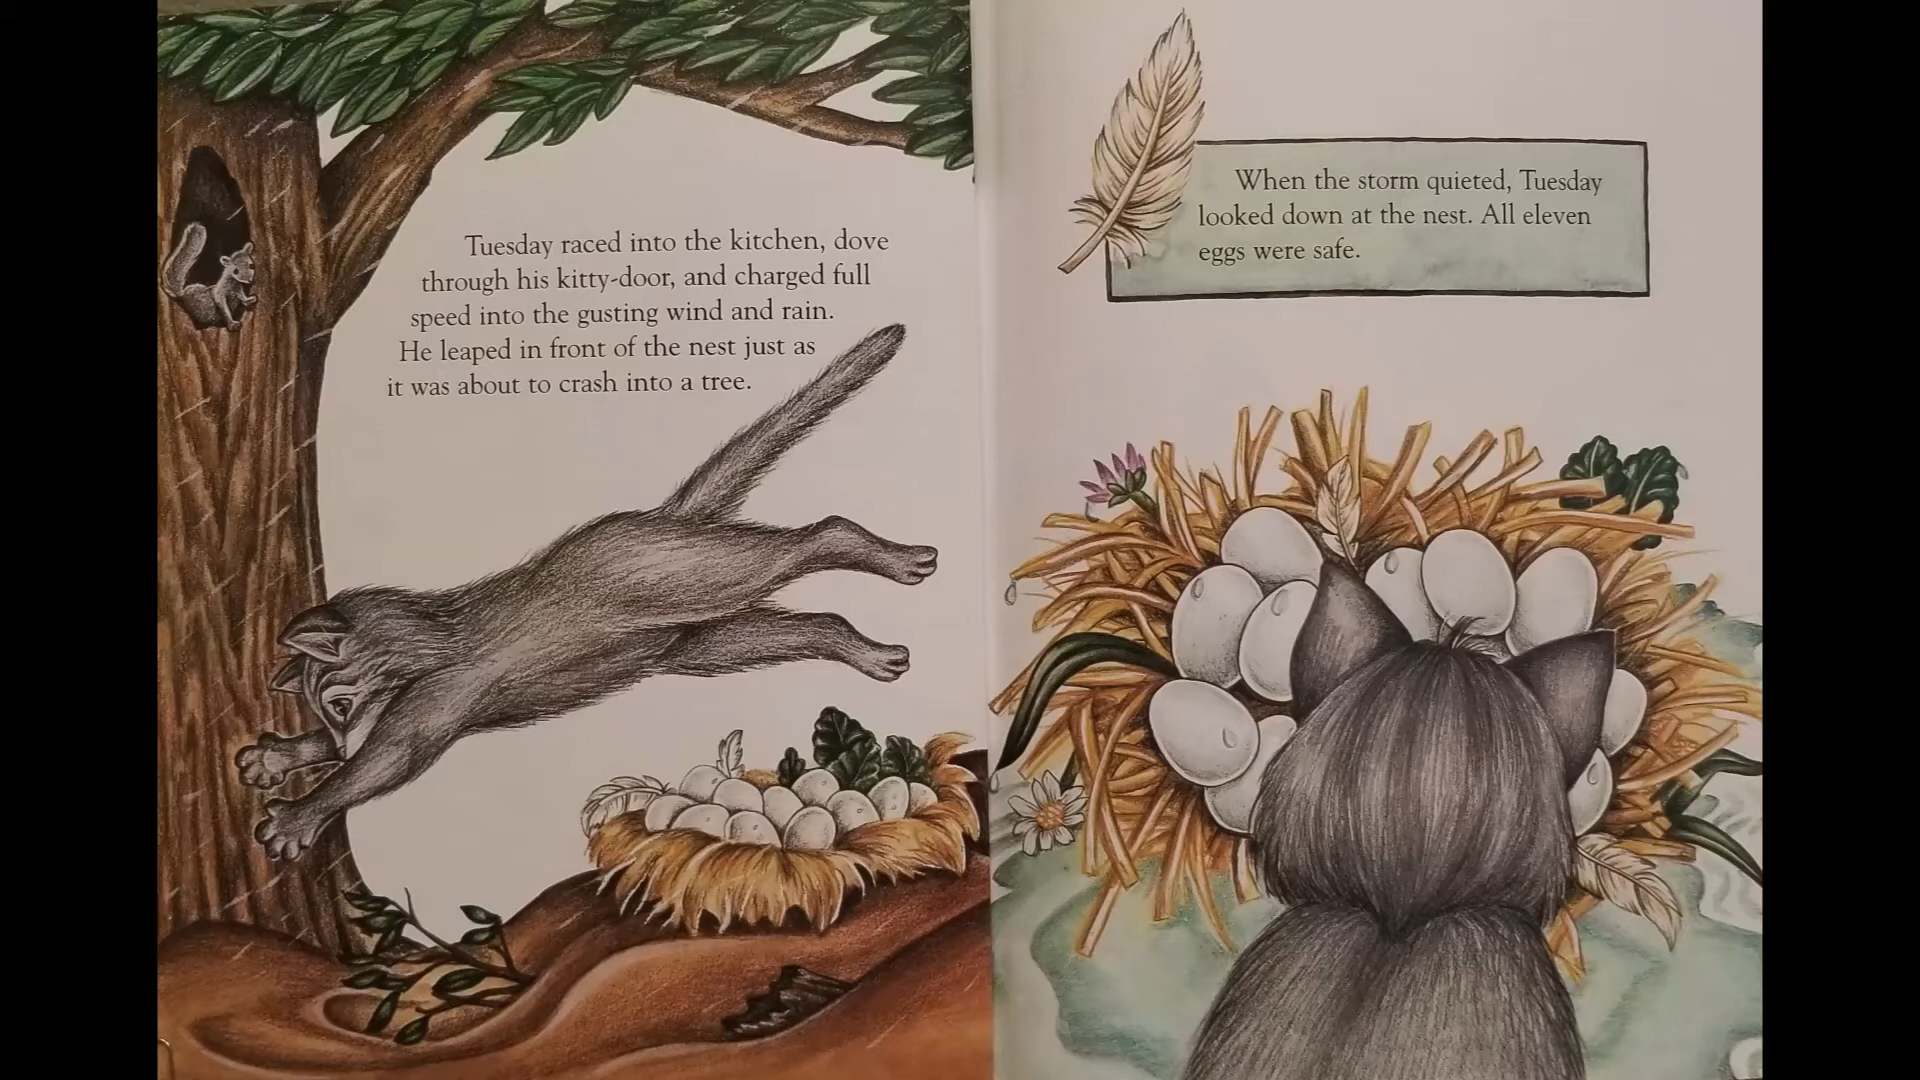 Tuesday raced into the kitchen, dove
through his kitty-door, and charged full
speed into the gusting wind and rain.
He leaped in front of the nest just as
it was about to crash into a tree.
When the storm quieted, Tuesday
looked down at the nest. All eleven
eggs were safe.